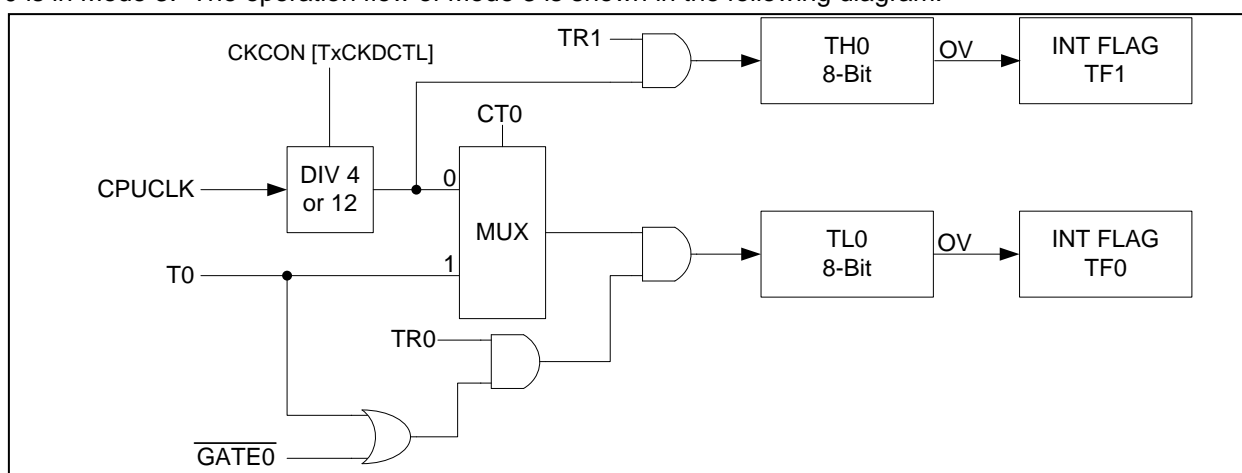 0 is in Mode 3. The operation flow of Mode 3 is shown in the following diagram.
TR1
CKCON [TxCKDCTL]
TH0
8-Bit
OV
INT FLAG
TF1
CT0
CPUCLK
DIV 4
or 12
0
MUX
1
T0
TL0
8-Bit
OV
INT FLAG
TF0
TR0
GATE0